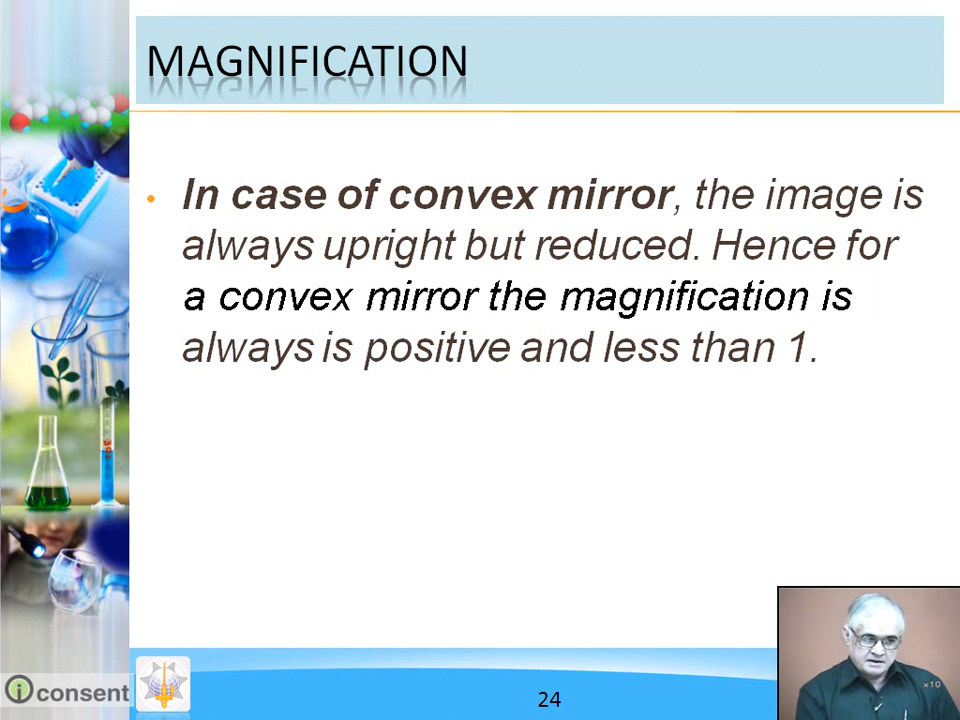 MAGNIFICATION
• In case of convex mirror, the image is
always upright but reduced. Hence for
a convex mirror the magnification is
always is positive and less than 1.
i consent
24
×10